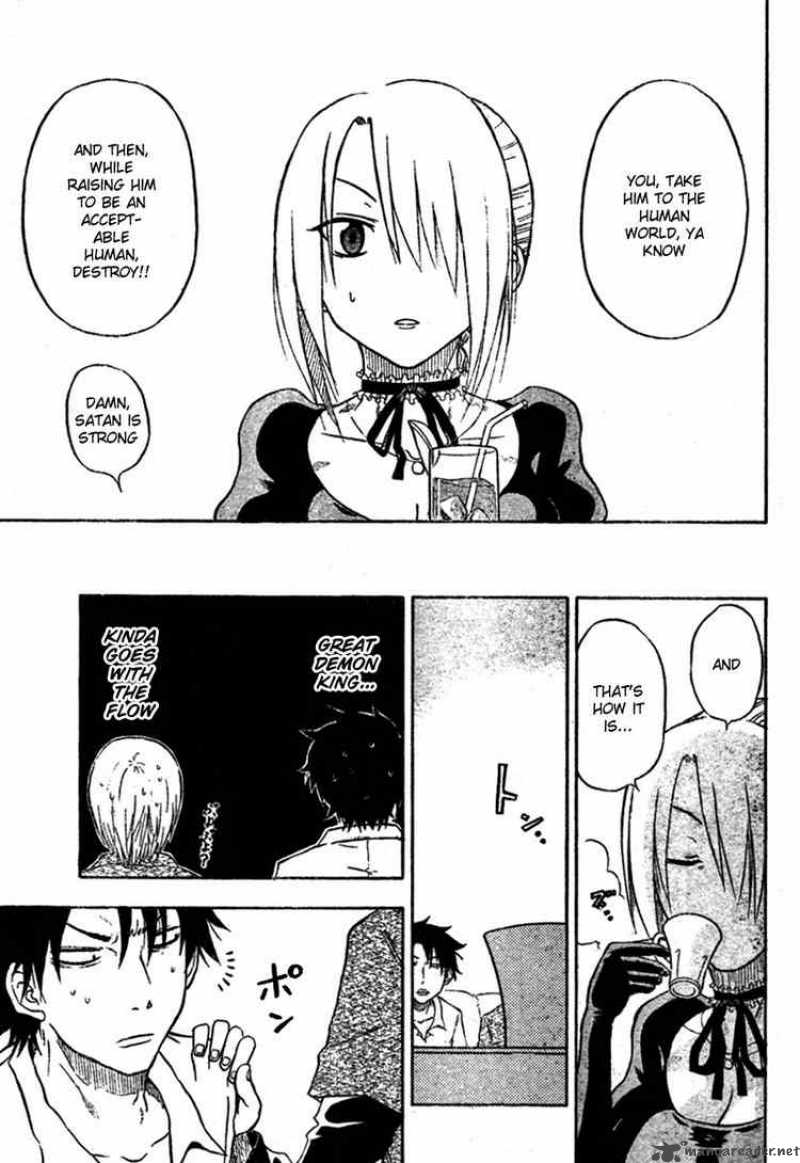 YOU, TAKE
HIM TO THE
HUMAN
WORLD, YA
KNOW
AND THEN,
WHILE
RAISING HIM
TO BE AN
ACCEPT-
ABLE
HUMAN,
DESTROY!!
DAMN,
SATAN IS
STRONG
AND
THAT'S
HOW IT
IS...
トン‥
GREAT
DEMON
KING...
KINDA
GOES
WITH
THE
FLOW
ポン
mangareader.net